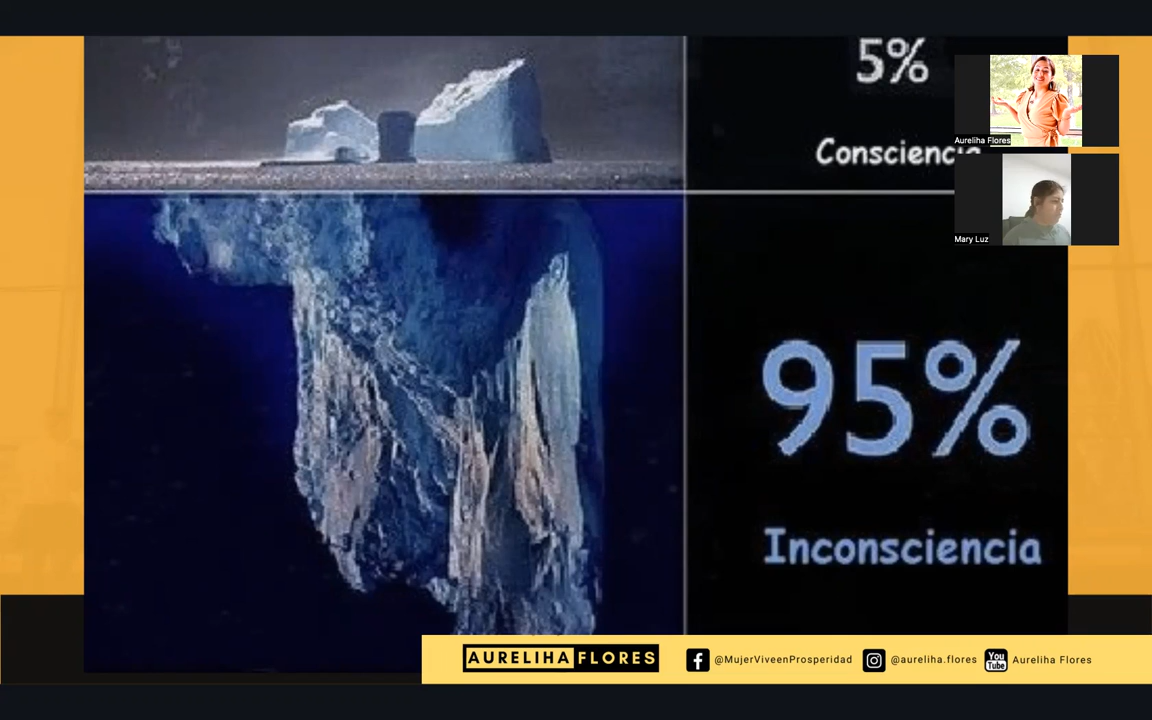 5%
Consciencia
Aureliha Flores
Mary Luz
95%
Inconsciencia
AURELIHA FLORES
@MujerViveenProsperidad
@aureliha.flores
You
Tube
Aureliha Flores